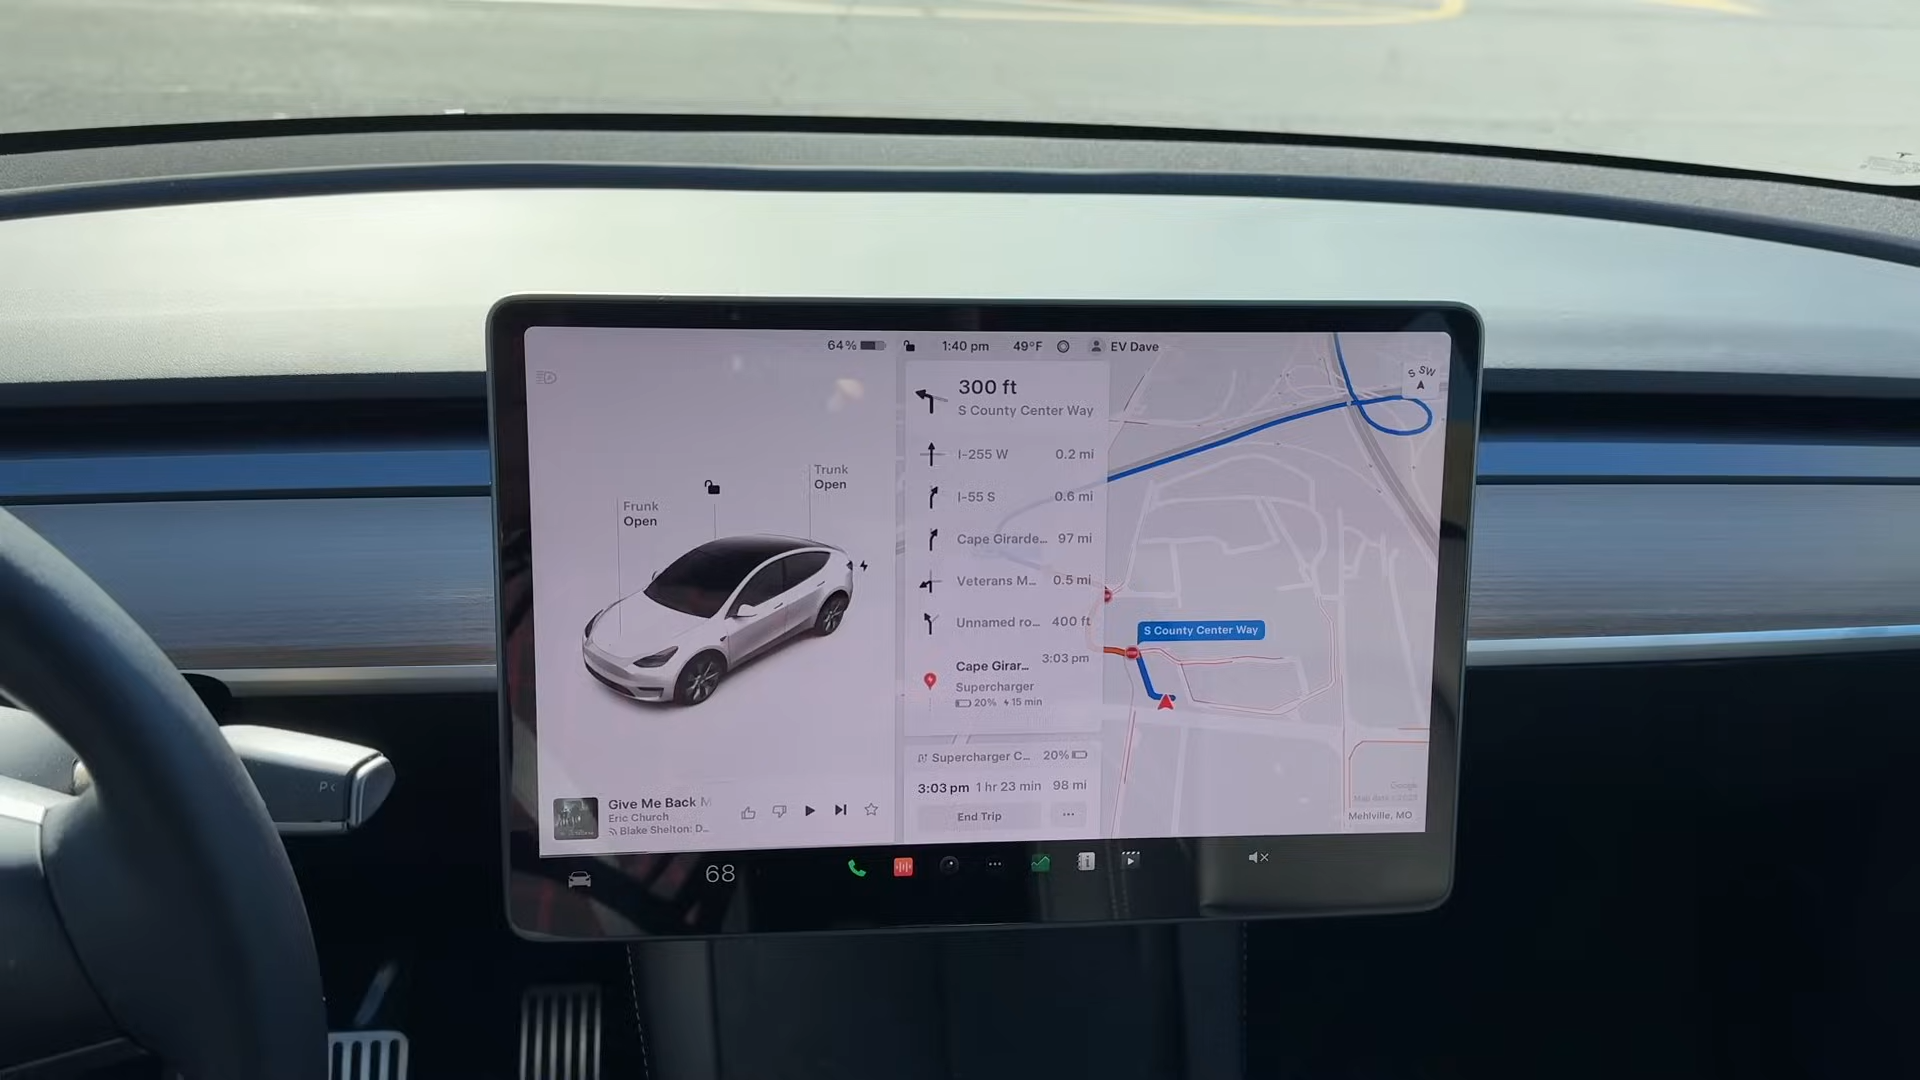 64%
1:40 pm
49°F
EV Dave
300 ft
S County Center Way
I-255 W
0.2 mi
I-55 S
0.6 mi
Cape Girarde...
97 mi
Veterans M...
0.5 mi
Unnamed ro...
400 ft
Cape Girar...
3:03 pm
Supercharger
20%
15 min
Supercharger C...
20%
3:03 pm
1 hr 23 min
98 mi
End Trip
...
S SW
S County Center Way
Google
Mehlville, MO
Trunk
Open
Frunk
Open
Give Me Back M
Eric Church
Blake Shelton: D...
68
P<